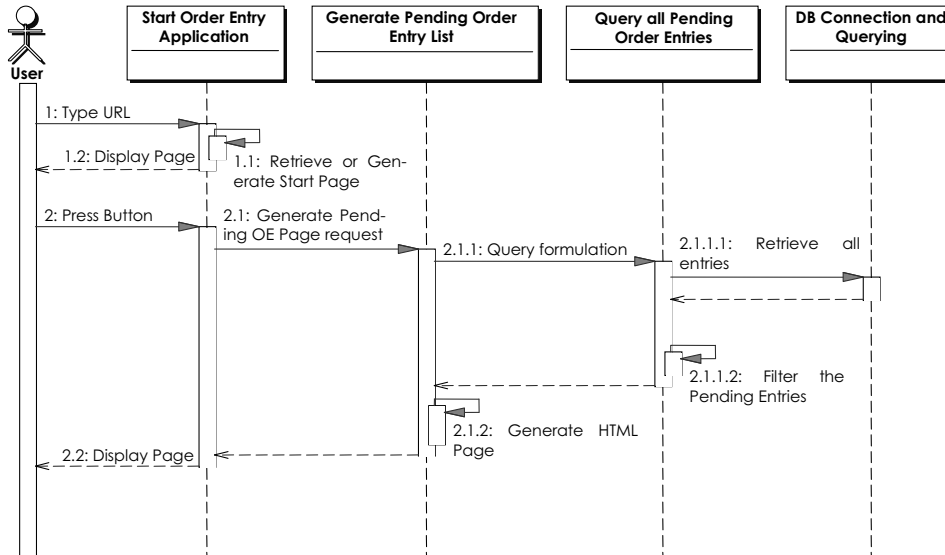 Start Order Entry
Application
Generate Pending Order
Entry List
Query all Pending
Order Entries
DB Connection and
Querying
User
1: Type URL
1.2: Display Page
1.1: Retrieve or Gen-
erate Start Page
2: Press Button
2.1: Generate Pend-
ing OE Page request
2.1.1: Query formulation
2.1.1.1: Retrieve all
entries
2.1.1.2: Filter the
Pending Entries
2.1.2: Generate HTML
Page
2.2: Display Page